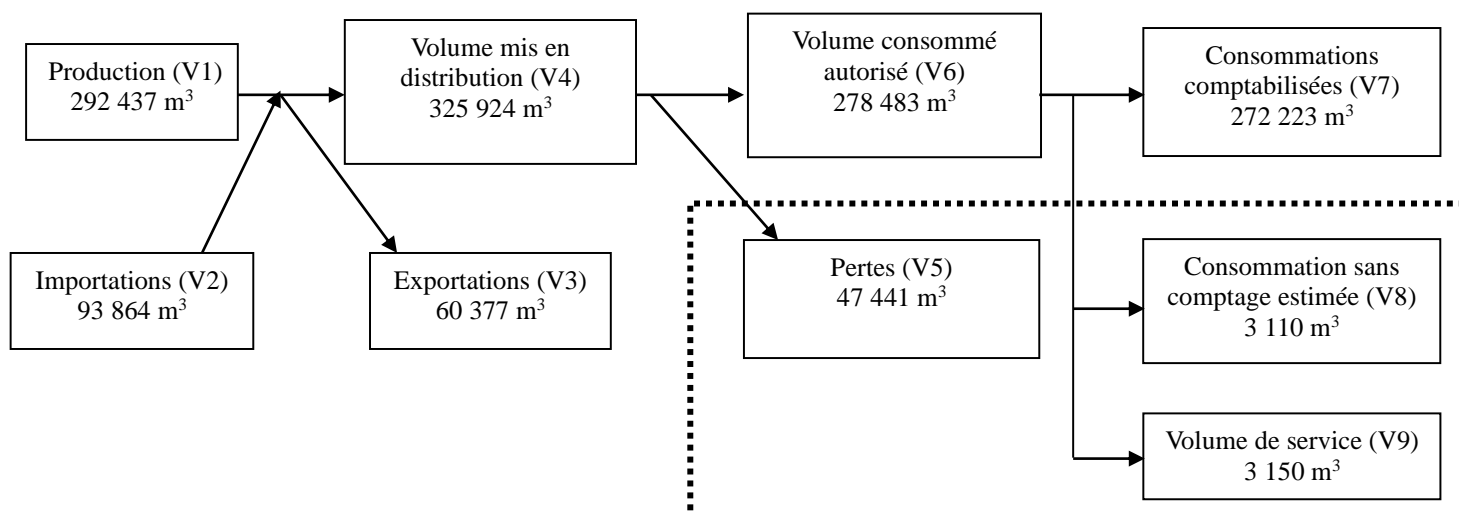 Production (V1)
292 437 m³
Volume mis en
distribution (V4)
325 924 m³
Volume consommé
autorisé (V6)
278 483 m³
Consommations
comptabilisées (V7)
272 223 m³
Importations (V2)
93 864 m³
Exportations (V3)
60 377 m³
Pertes (V5)
47 441 m³
Consommation sans
comptage estimée (V8)
3 110 m³
Volume de service (V9)
3 150 m³